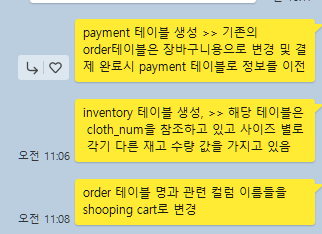 payment 테이블 생성 >> 기존의
order테이블은 장바구니용으로 변경 및 결
제 완료시 payment 테이블로 정보를 이전
inventory 테이블 생성, >> 해당 테이블은
cloth_num을 참조하고 있고 사이즈 별로
각기 다른 재고 수량 값을 가지고 있음
오전 11:06
order 테이블 명과 관련 컬럼 이름들을
shooping cart로 변경
오전 11:08